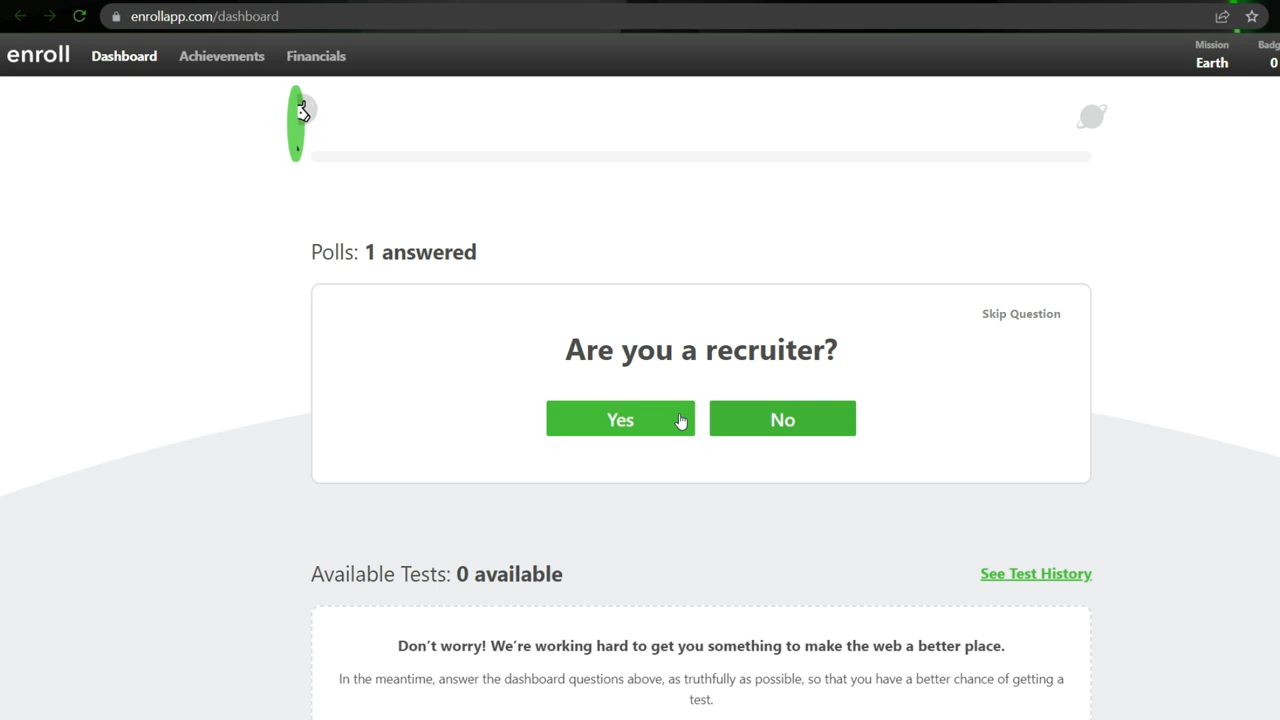 enrollapp.com/dashboard
enroll Dashboard Achievements Financials
Mission
Earth
0
Polls: 1 answered
Skip Question
Are you a recruiter?
Yes No
Available Tests: 0 available
See Test History
Don't worry! We're working hard to get you something to make the web a better place.
In the meantime, answer the dashboard questions above, as truthfully as possible, so that you have a better chance of getting a
test.